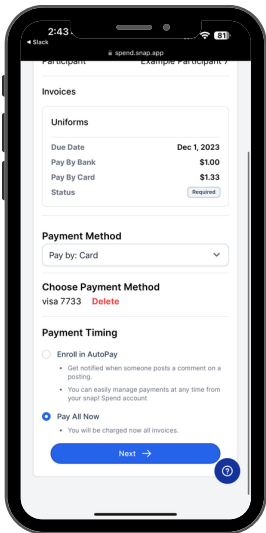 2:43
81
◀ Slack
spend.snap.app
Participant Example Participant 7
Invoices
Uniforms
Due Date Dec 1, 2023
Pay By Bank $1.00
Pay By Card $1.33
Status Required
Payment Method
Pay by: Card
Choose Payment Method
visa 7733 Delete
Payment Timing
Enroll in AutoPay
• Get notified when someone posts a comment on a
posting.
• You can easily manage payments at any time from
your snap! Spend account
Pay All Now
• You will be charged now all invoices.
Next →
?